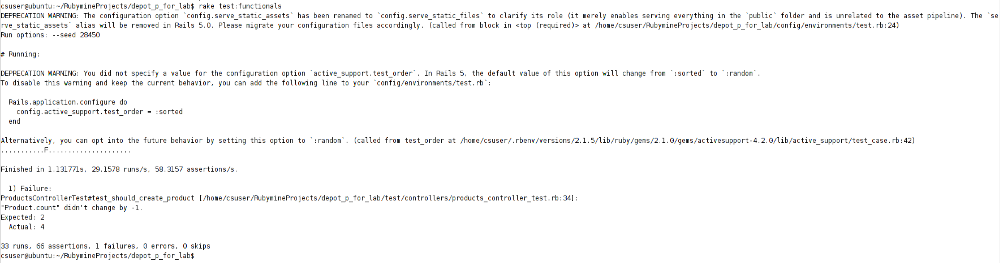 csuser@ubuntu:~/RubymineProjects/depot_p_for_lab$ rake test:functionals
DEPRECATION WARNING: The configuration option `config.serve_static_assets` has been renamed to `config.serve_static_files` to clarify its role (it merely enables serving everything in the `public` folder and is unrelated to the asset pipeline). The `se
rve_static_assets` alias will be removed in Rails 5.0. Please migrate your configuration files accordingly. (called from block in <top (required)> at /home/csuser/RubymineProjects/depot_p_for_lab/config/environments/test.rb:24)
Run options: --seed 28450
# Running:
DEPRECATION WARNING: You did not specify a value for the configuration option `active_support.test_order`. In Rails 5, the default value of this option will change from `:sorted` to `:random`.
To disable this warning and keep the current behavior, you can add the following line to your `config/environments/test.rb`:
  Rails.application.configure do
    config.active_support.test_order = :sorted
  end
Alternatively, you can opt into the future behavior by setting this option to `:random`. (called from test_order at /home/csuser/.rbenv/versions/2.1.5/lib/ruby/gems/2.1.0/gems/activesupport-4.2.0/lib/active_support/test_case.rb:42)
...........F.....................
Finished in 1.131771s, 29.1578 runs/s, 58.3157 assertions/s.
  1) Failure:
ProductsControllerTest#test_should_create_product [/home/csuser/RubymineProjects/depot_p_for_lab/test/controllers/products_controller_test.rb:34]:
"Product.count" didn't change by -1.
Expected: 2
  Actual: 4
33 runs, 66 assertions, 1 failures, 0 errors, 0 skips
csuser@ubuntu:~/RubymineProjects/depot_p_for_lab$